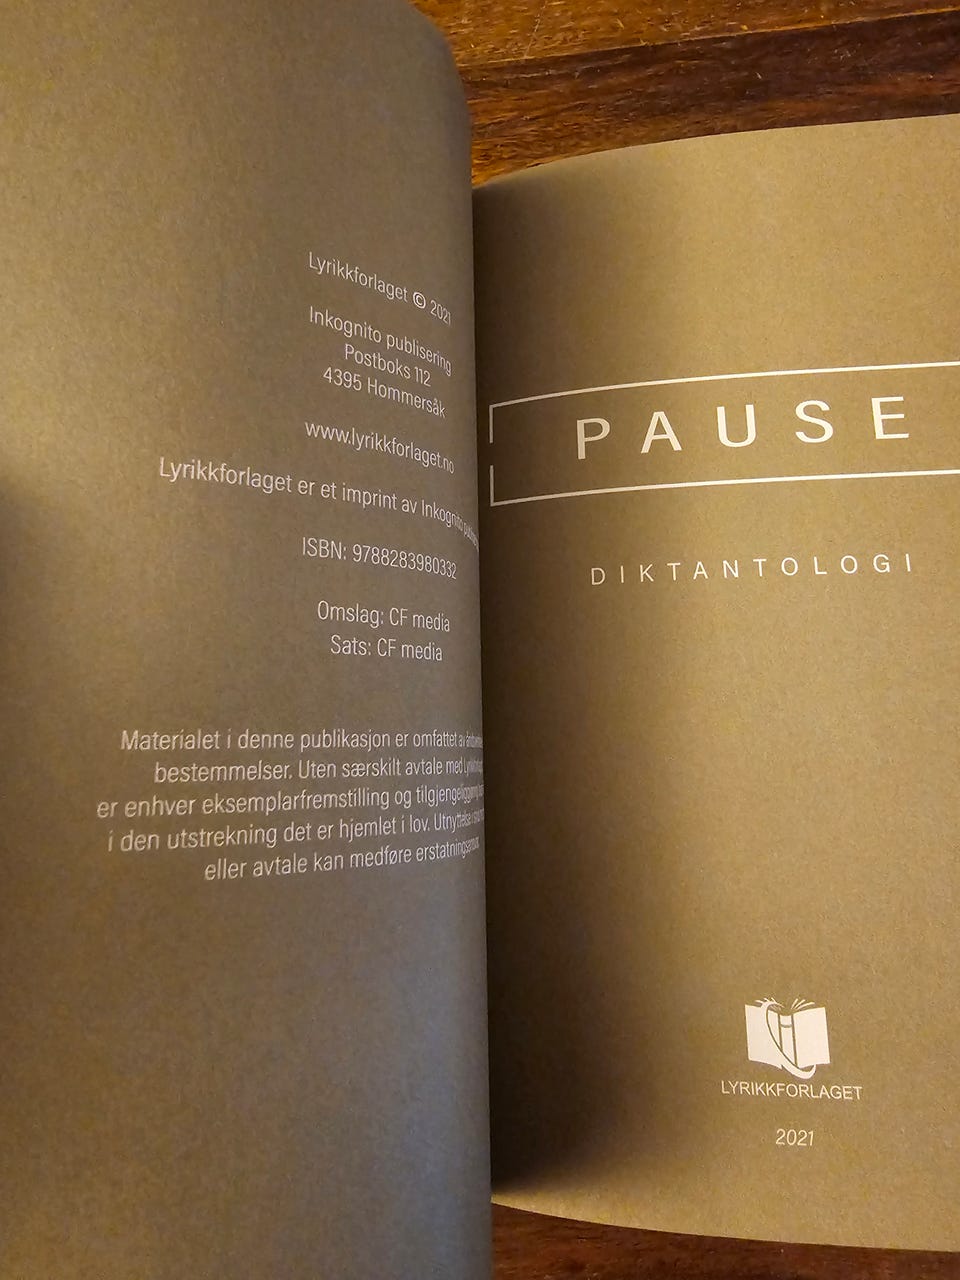 Lyrikkforlaget © 2021
Inkognito publisering
Postboks 112
4395 Hommersåk
www.lyrikkforlaget.no
Lyrikkforlaget er et imprint av Inkognito
ISBN: 9788283980332
Omslag: CF media
Sats: CF media
Materialet i denne publikasjon er omfattet av
bestemmelser. Uten særskilt avtale med
er enhver eksemplarfremstilling og tilgjengeliggjøring
i den utstrekning det er hjemlet i lov. Utnyttelse
eller avtale kan medføre
PAUSE
DIKTANTOLOGI
LYRIKKFORLAGET
2021